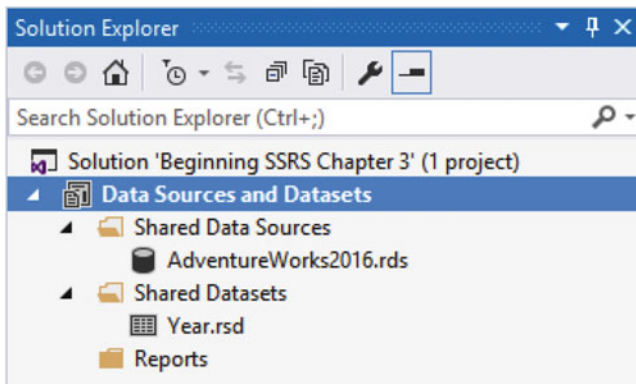 Solution Explorer
Search Solution Explorer (Ctrl+;)
Solution 'Beginning SSRS Chapter 3' (1 project)
Data Sources and Datasets
Shared Data Sources
AdventureWorks2016.rds
Shared Datasets
Year.rsd
Reports